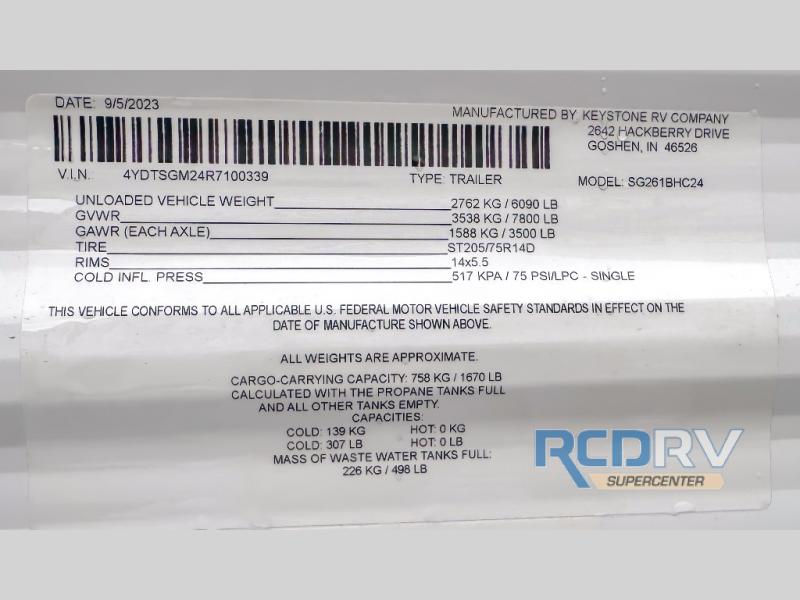 DATE: 9/5/2023
MANUFACTURED BY: KEYSTONE RV COMPANY
2642 HACKBERRY DRIVE
GOSHEN, IN 46526
V.I.N.: 4YDTSGM24R7100339 TYPE: TRAILER MODEL: SG261BHC24
UNLOADED VEHICLE WEIGHT 2762 KG / 6090 LB
GVWR 3538 KG / 7800 LB
GAWR (EACH AXLE) 1588 KG / 3500 LB
TIRE ST205/75R14D
RIMS 14x5.5
COLD INFL. PRESS 517 KPA / 75 PSI/LPC - SINGLE
THIS VEHICLE CONFORMS TO ALL APPLICABLE U.S. FEDERAL MOTOR VEHICLE SAFETY STANDARDS IN EFFECT ON THE
DATE OF MANUFACTURE SHOWN ABOVE.
ALL WEIGHTS ARE APPROXIMATE.
CARGO-CARRYING CAPACITY: 758 KG / 1670 LB
CALCULATED WITH THE PROPANE TANKS FULL
AND ALL OTHER TANKS EMPTY.
CAPACITIES:
COLD: 139 KG HOT: 0 KG
COLD: 307 LB HOT: 0 LB
MASS OF WASTE WATER TANKS FULL:
226 KG / 498 LB
RCDRV
SUPERCENTER